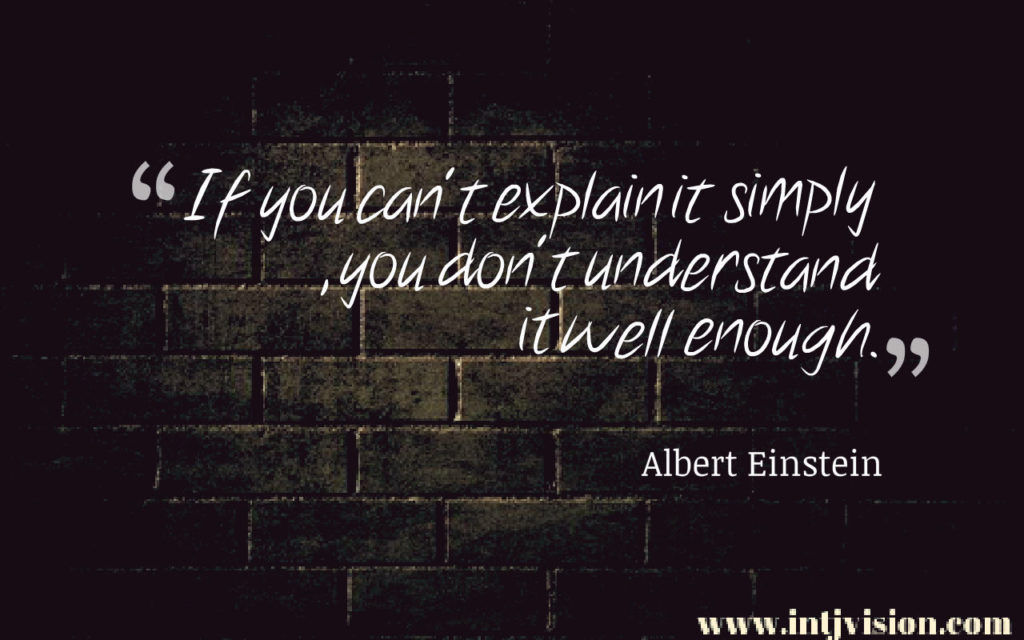 “If you can't explain it simply
,you don't understand
it well enough.”
Albert Einstein
www.intjvision.com